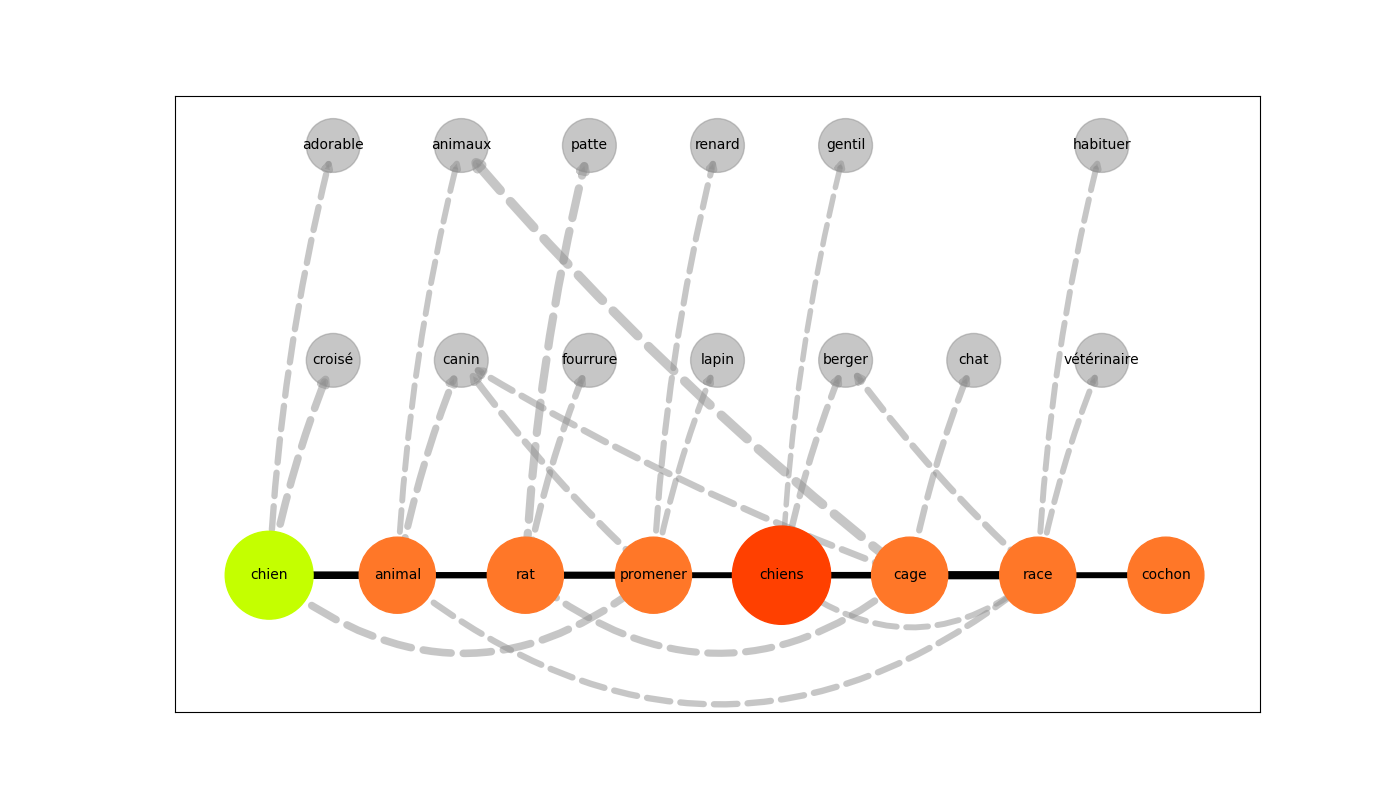 adorable animaux patte renard gentil habituer
croisé canin fourrure lapin berger chat vétérinaire
chien animal rat promener chiens cage race cochon